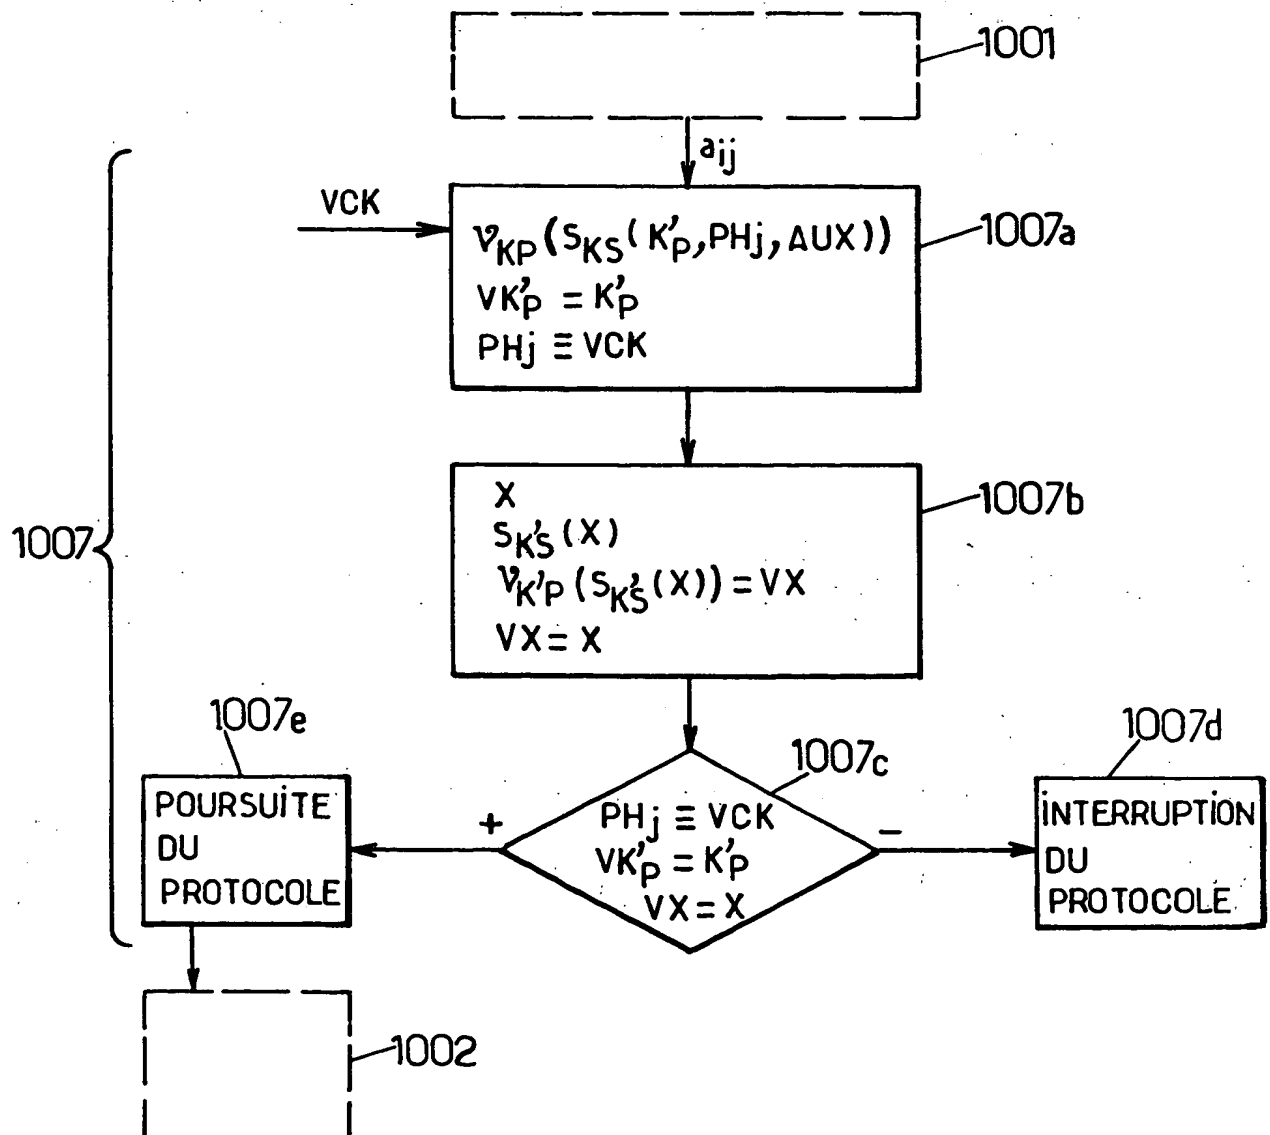 1001
aij
VCK
1007a
𝒱KP(SKS(K'P,PHj,AUX))
VK'P = K'P
PHj ≡ VCK
1007b
X
SK'S(X)
𝒱K'P(SK'S(X)) = VX
VX = X
1007
1007e
POURSUiTE
DU
PROTOCOLE
+
1007c
PHj ≡ VCK
VK'P = K'P
VX = X
–
1007d
iNTERRUPTiON
DU
PROTOCOLE
1002